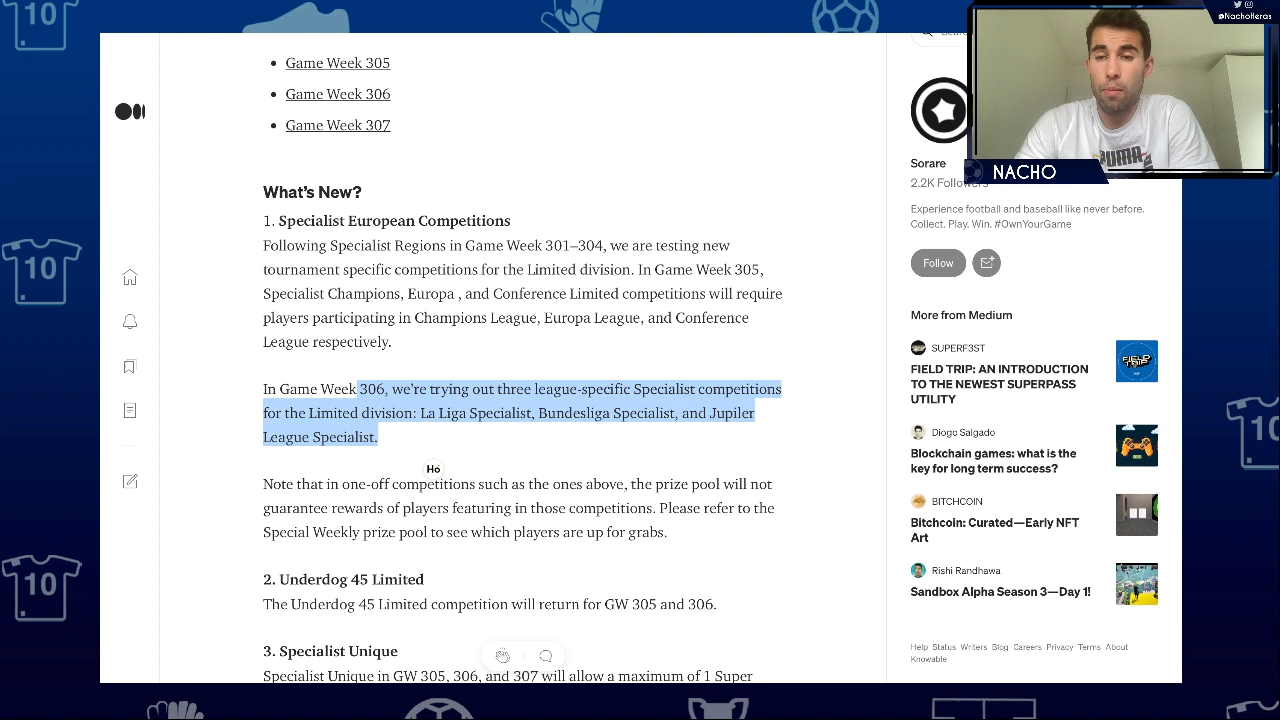 @Nacholleras
Game Week 305
Game Week 306
Game Week 307
What's New?
1. Specialist European Competitions
Following Specialist Regions in Game Week 301–304, we are testing new
tournament specific competitions for the Limited division. In Game Week 305,
Specialist Champions, Europa , and Conference Limited competitions will require
players participating in Champions League, Europa League, and Conference
League respectively.
In Game Week 306, we're trying out three league-specific Specialist competitions
for the Limited division: La Liga Specialist, Bundesliga Specialist, and Jupiler
League Specialist.
Note that in one-off competitions such as the ones above, the prize pool will not
guarantee rewards of players featuring in those competitions. Please refer to the
Special Weekly prize pool to see which players are up for grabs.
2. Underdog 45 Limited
The Underdog 45 Limited competition will return for GW 305 and 306.
3. Specialist Unique
Specialist Unique in GW 305, 306, and 307 will allow a maximum of 1 Super
PUMA
NACHO
Sorare
2.2K Followers
Experience football and baseball like never before.
Collect. Play. Win. #OwnYourGame
Follow
More from Medium
SUPERF3ST
FIELD TRIP: AN INTRODUCTION
TO THE NEWEST SUPERPASS
UTILITY
FIELD
TRIP
Diogo Salgado
Blockchain games: what is the
key for long term success?
BITCHCOIN
Bitcoin: Curated—Early NFT
Art
Rishi Randhawa
Sandbox Alpha Season 3—Day 1!
Help Status Writers Blog Careers Privacy Terms About
Knowable
10
10
10
10